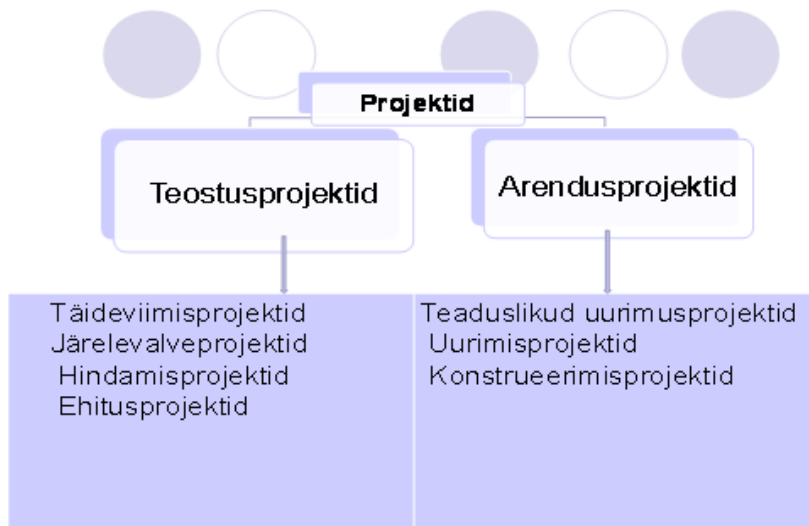 Projektid
Teostusprojektid
Arendusprojektid
Täideviimisprojektid
Järelevalveprojektid
Hindamisprojektid
Ehitusprojektid
Teaduslikud uurimusprojektid
Uurimisprojektid
Konstrueerimisprojektid